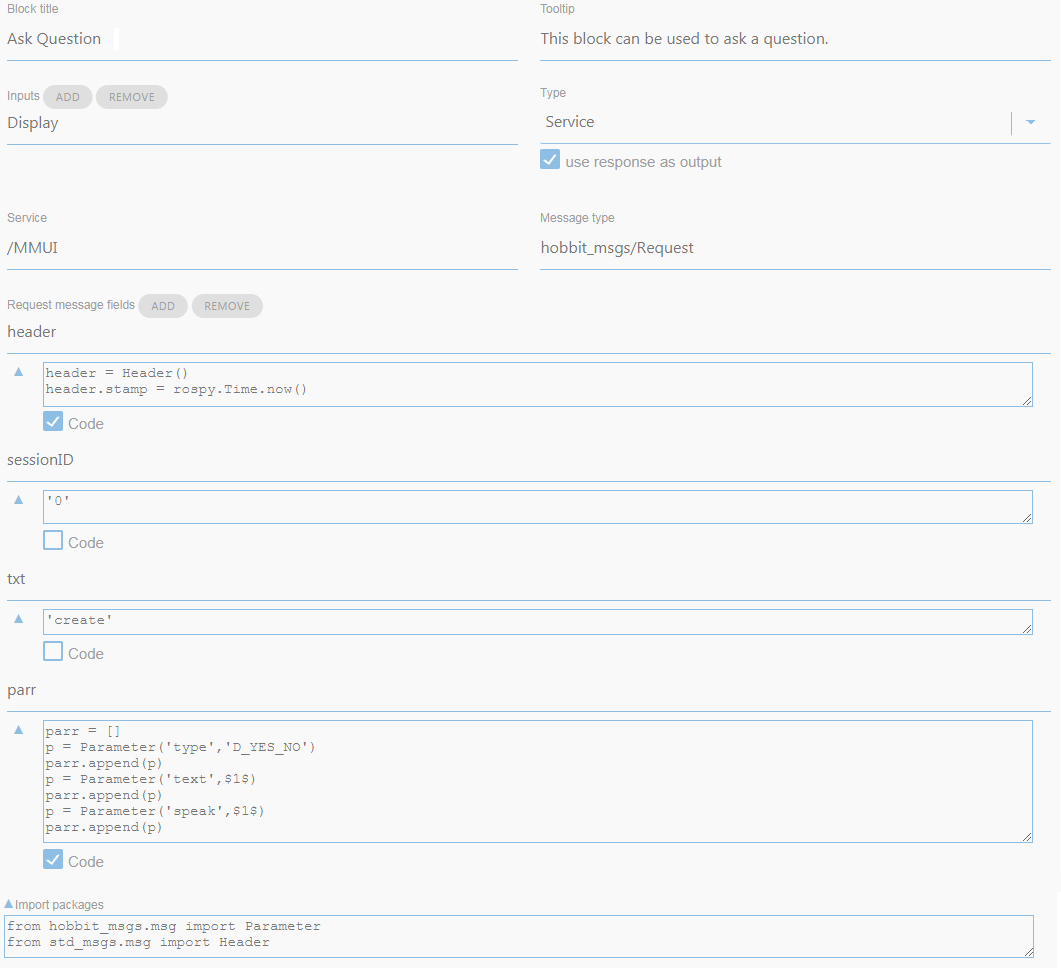 Block title
Ask Question
Tooltip
This block can be used to ask a question.
Inputs ADD REMOVE
Display
Type
Service
use response as output
Service
/MMUI
Message type
hobbit_msgs/Request
Request message fields ADD REMOVE
header
header = Header()
header.stamp = rospy.Time.now()
Code
sessionID
'0'
Code
txt
'create'
Code
parr
parr = []
p = Parameter('type','D_YES_NO')
parr.append(p)
p = Parameter('text',$1$)
parr.append(p)
p = Parameter('speak',$1$)
parr.append(p)
Code
Import packages
from hobbit_msgs.msg import Parameter
from std_msgs.msg import Header